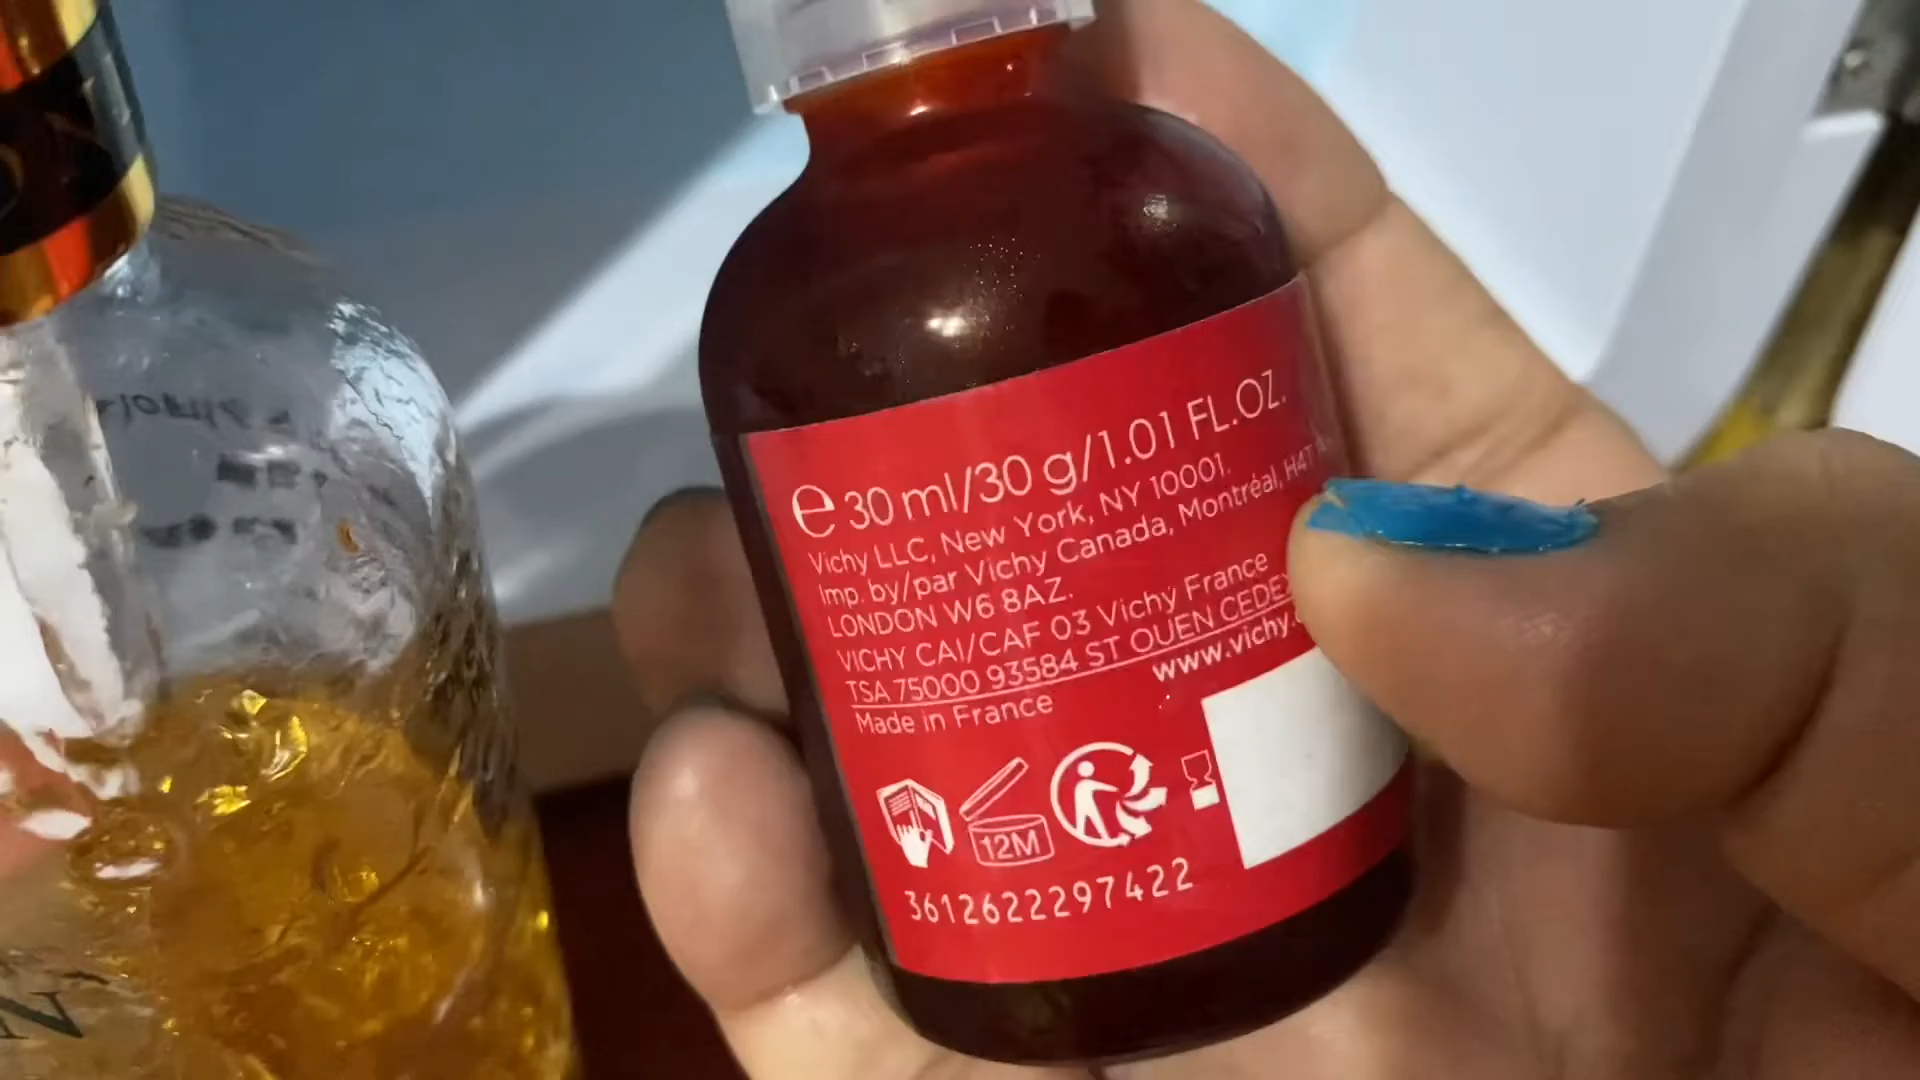 e 30 ml/30 g/1.01 FL.OZ.
Vichy LLC, New York, NY 10001.
Imp. by/par Vichy Canada, Montréal, H4T
LONDON W6 8AZ.
VICHY CAI/CAF 03 Vichy France
TSA 75000 93584 ST OUEN CEDEX
www.vichy.
Made in France
12M
3612622297422